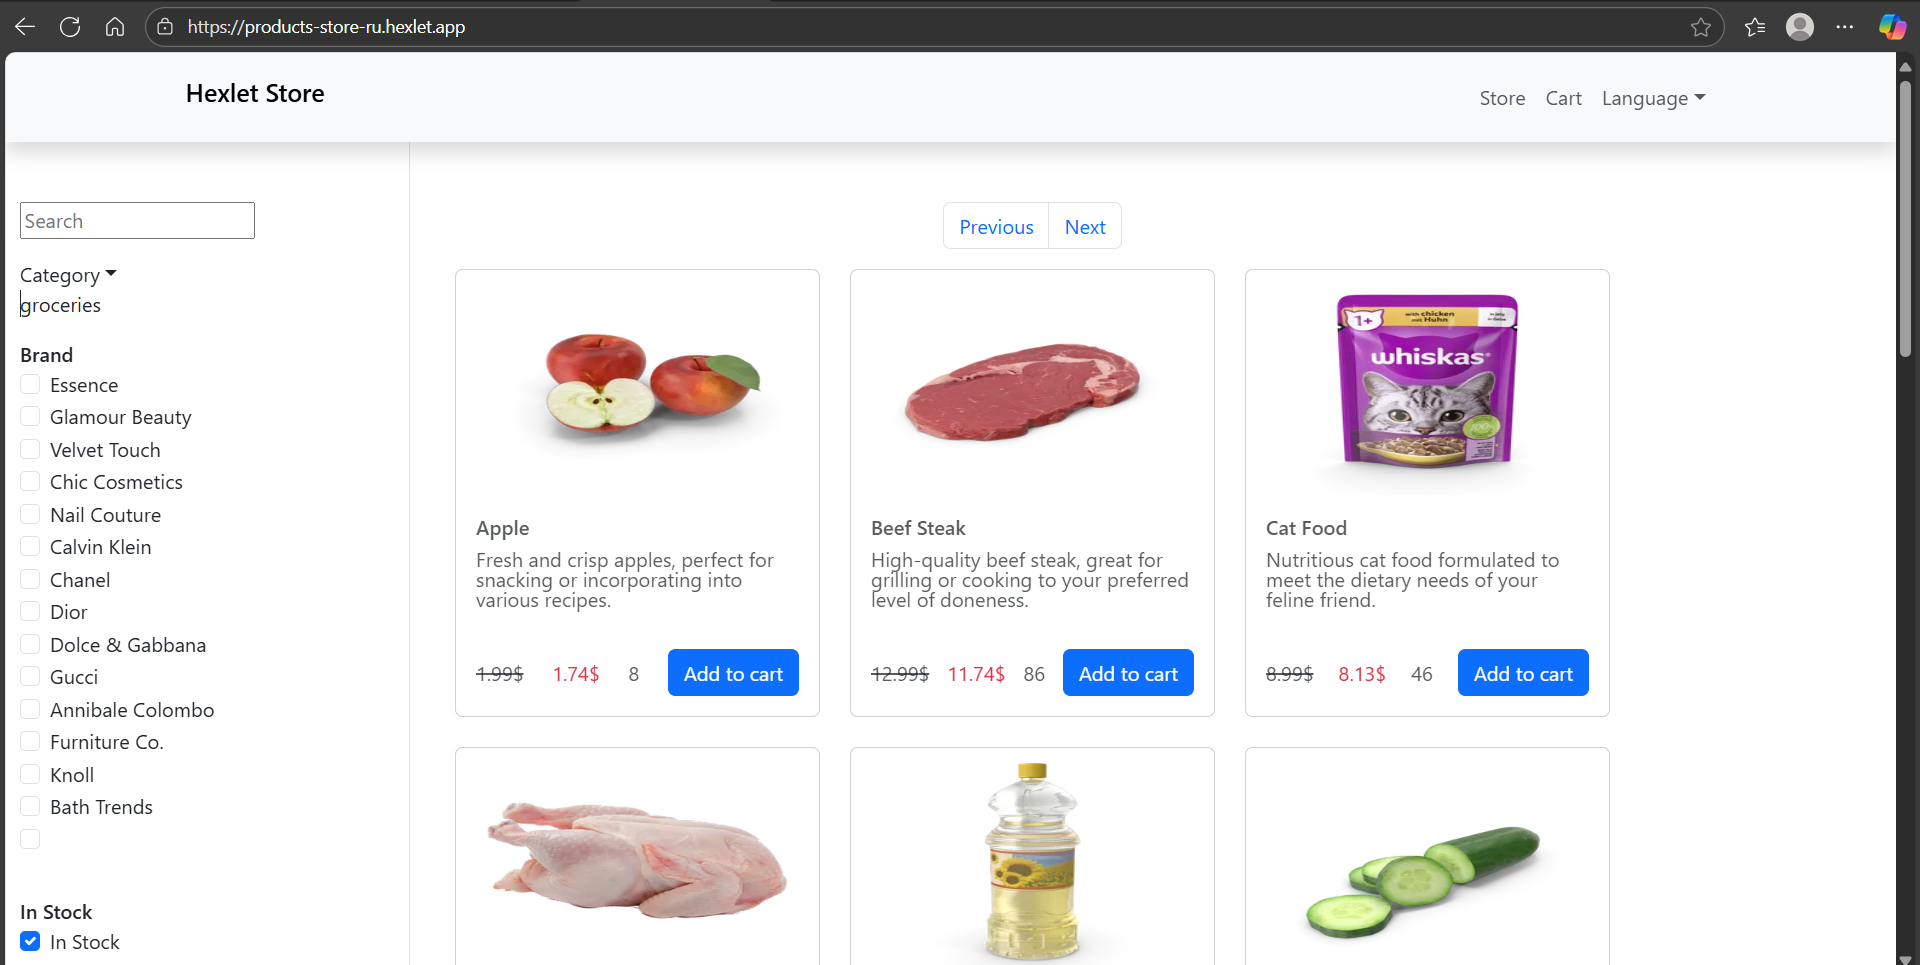 https://products-store-ru.hexlet.app
Hexlet Store
Store
Cart
Language
Search
Category
groceries
Brand
Essence
Glamour Beauty
Velvet Touch
Chic Cosmetics
Nail Couture
Calvin Klein
Chanel
Dior
Dolce & Gabbana
Gucci
Annibale Colombo
Furniture Co.
Knoll
Bath Trends
In Stock
In Stock
Previous
Next
Apple
Fresh and crisp apples, perfect for
snacking or incorporating into
various recipes.
1.99$ 1.74$ 8 Add to cart
Beef Steak
High-quality beef steak, great for
grilling or cooking to your preferred
level of doneness.
12.99$ 11.74$ 86 Add to cart
1+
with chicken
mit Huhn
whiskas
100%
Cat Food
Nutritious cat food formulated to
meet the dietary needs of your
feline friend.
8.99$ 8.13$ 46 Add to cart